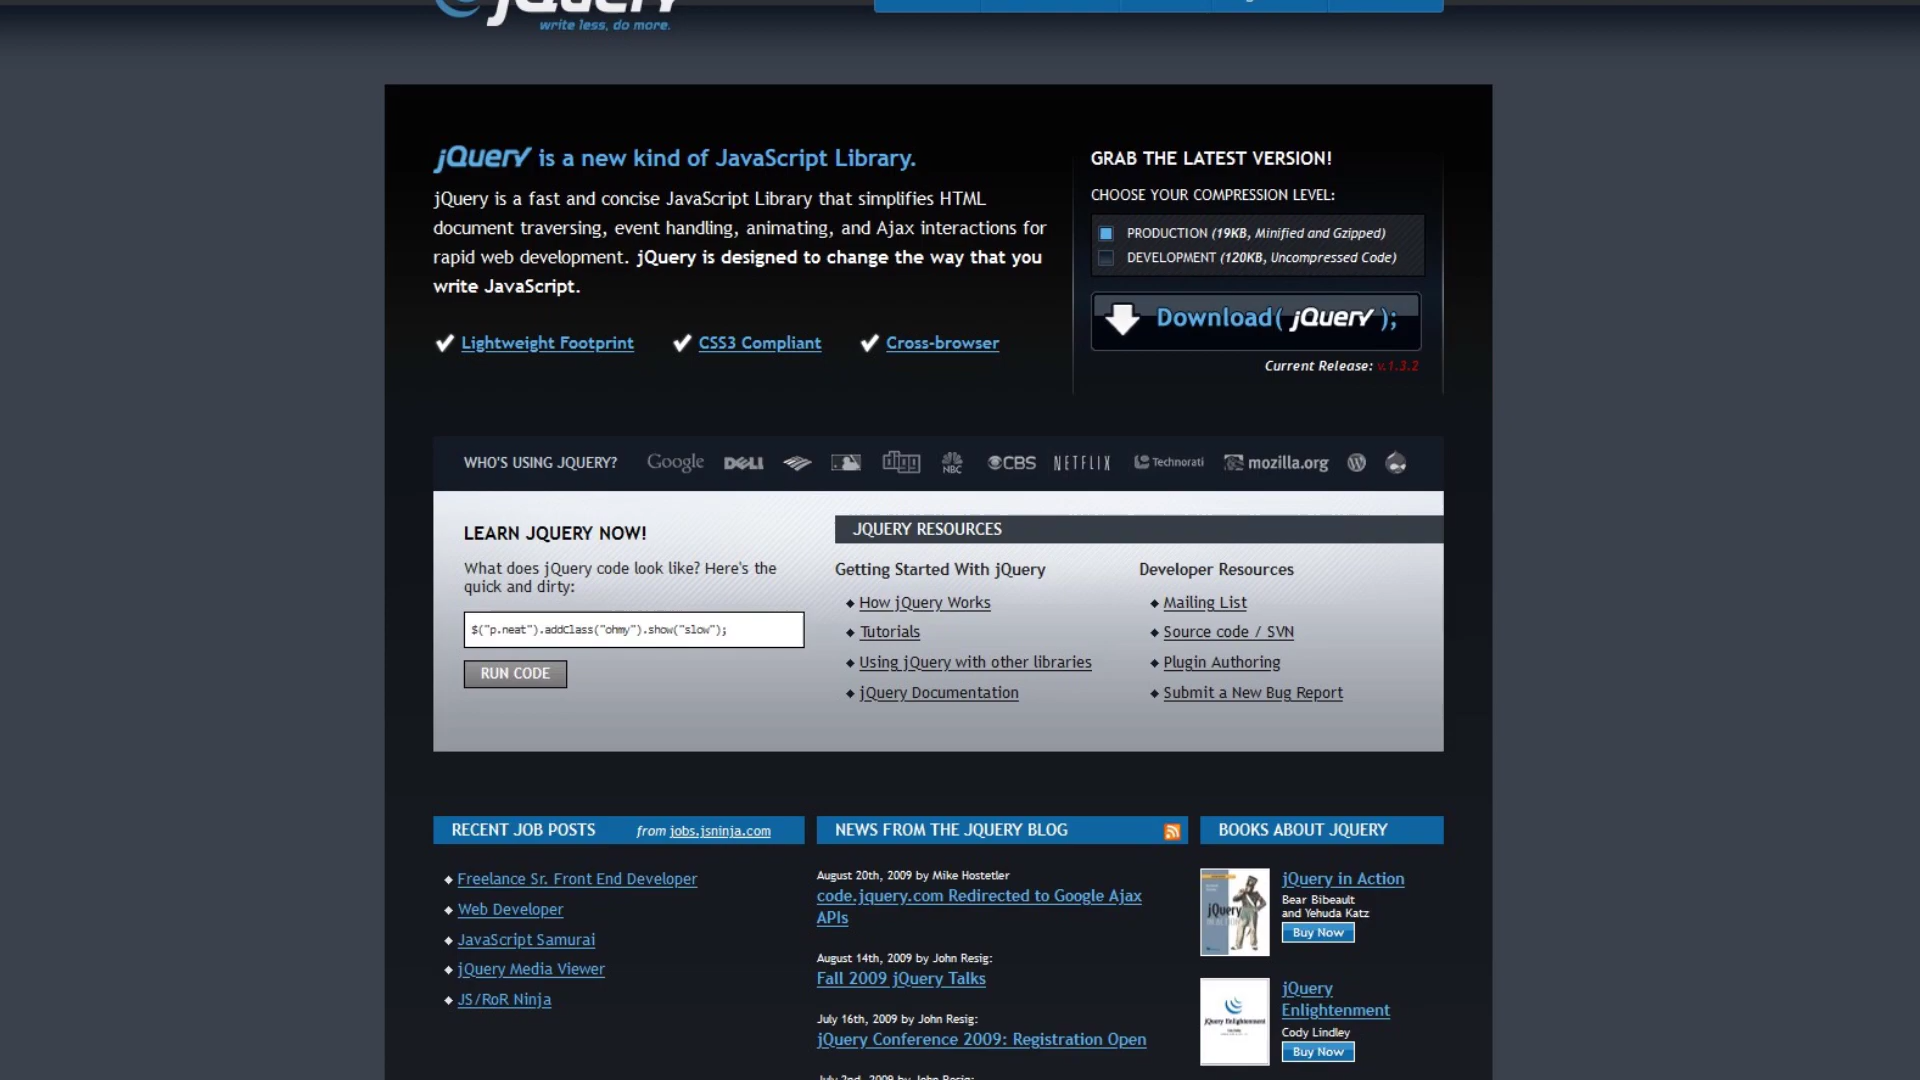 jQuery
write less, do more.
jQuery is a new kind of JavaScript Library.
jQuery is a fast and concise JavaScript Library that simplifies HTML
document traversing, event handling, animating, and Ajax interactions for
rapid web development. jQuery is designed to change the way that you
write JavaScript.
Lightweight Footprint
CSS3 Compliant
Cross-browser
GRAB THE LATEST VERSION!
CHOOSE YOUR COMPRESSION LEVEL:
PRODUCTION (19KB, Minified and Gzipped)
DEVELOPMENT (120KB, Uncompressed Code)
Download( jQuery );
Current Release: v.1.3.2
WHO'S USING JQUERY? Google DELL NBC CBS NETFLIX Technorati mozilla.org
LEARN JQUERY NOW!
What does jQuery code look like? Here's the
quick and dirty:
$("p.neat").addClass("ohmy").show("slow");
RUN CODE
JQUERY RESOURCES
Getting Started With jQuery
How jQuery Works
Tutorials
Using jQuery with other libraries
jQuery Documentation
Developer Resources
Mailing List
Source code / SVN
Plugin Authoring
Submit a New Bug Report
RECENT JOB POSTS from jobs.jsninja.com
Freelance Sr. Front End Developer
Web Developer
JavaScript Samurai
jQuery Media Viewer
JS/RoR Ninja
NEWS FROM THE JQUERY BLOG
August 20th, 2009 by Mike Hostetler
code.jquery.com Redirected to Google Ajax
APIs
August 14th, 2009 by John Resig:
Fall 2009 jQuery Talks
July 16th, 2009 by John Resig:
jQuery Conference 2009: Registration Open
July 2nd, 2009 by John Resig:
BOOKS ABOUT JQUERY
jQuery
jQuery in Action
Bear Bibeault
and Yehuda Katz
Buy Now
jQuery Enlightenment
jQuery
Enlightenment
Cody Lindley
Buy Now